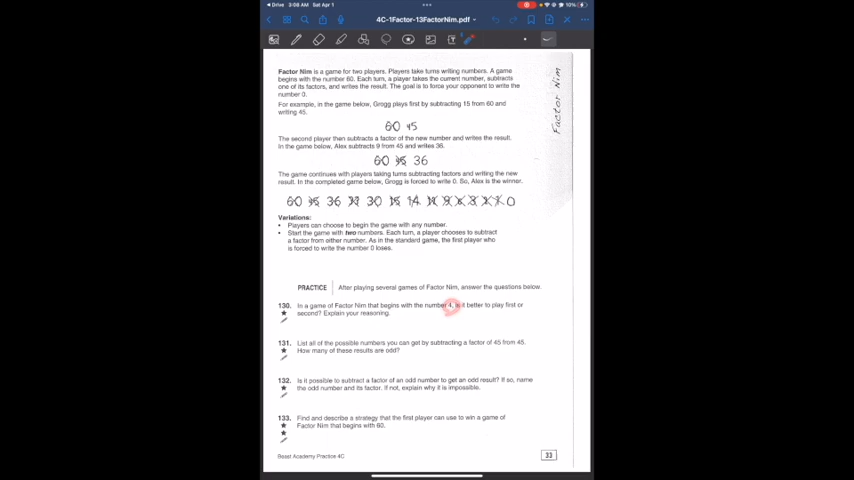 Drive 3:08 AM Sat Apr 1 10%
4C-1Factor-13FactorNim.pdf
Factor Nim is a game for two players. Players take turns writing numbers. A game
begins with the number 60. Each turn, a player takes the current number, subtracts
one of its factors, and writes the result. The goal is to force your opponent to write the
number 0.
Factor Nim
For example, in the game below, Grogg plays first by subtracting 15 from 60 and
writing 45.
60 45
The second player then subtracts a factor of the new number and writes the result.
In the game below, Alex subtracts 9 from 45 and writes 36.
60 45 36
The game continues with players taking turns subtracting factors and writing the new
result. In the completed game below, Grogg is forced to write 0. So, Alex is the winner.
60 45 36 30 15 14 9 6 3 2 1 0
Variations:
• Players can choose to begin the game with any number.
• Start the game with two numbers. Each turn, a player chooses to subtract
a factor from either number. As in the standard game, the first player who
is forced to write the number 0 loses.
PRACTICE After playing several games of Factor Nim, answer the questions below.
130. In a game of Factor Nim that begins with the number 4, is it better to play first or
second? Explain your reasoning.
131. List all of the possible numbers you can get by subtracting a factor of 45 from 45.
How many of these results are odd?
132. Is it possible to subtract a factor of an odd number to get an odd result? If so, name
the odd number and its factor. If not, explain why it is impossible.
133. Find and describe a strategy that the first player can use to win a game of
Factor Nim that begins with 60.
Beast Academy Practice 4C
33